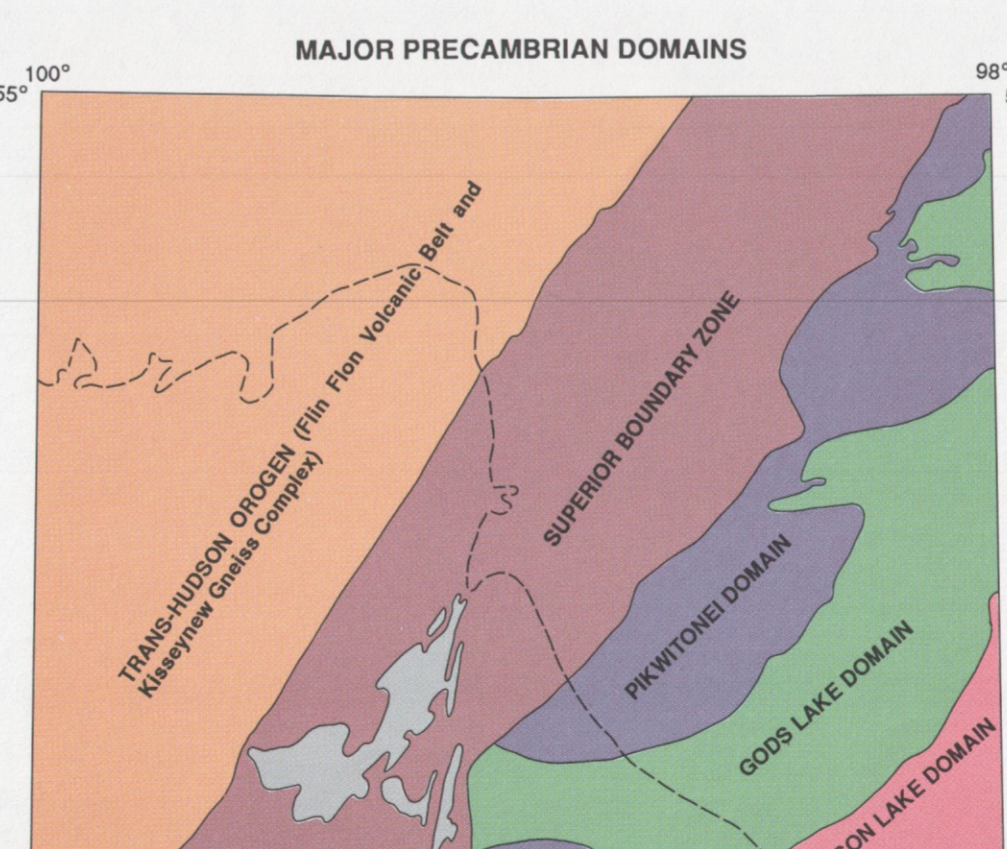 MAJOR PRECAMBRIAN DOMAINS
100°
98°
55°
TRANS-HUDSON OROGEN (Flin Flon Volcanic Belt and
Kisseynew Gneiss Complex)
SUPERIOR BOUNDARY ZONE
PIKWITONEI DOMAIN
GODS LAKE DOMAIN
LAKE DOMAIN